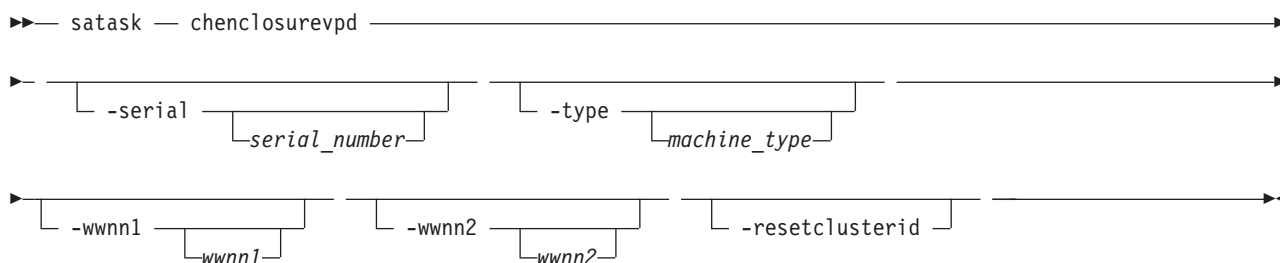 satask chenclosurevpd
-serial -type
serial_number machine_type
-wwnn1 -wwnn2 -resetclusterid
wwnn1 wwnn2